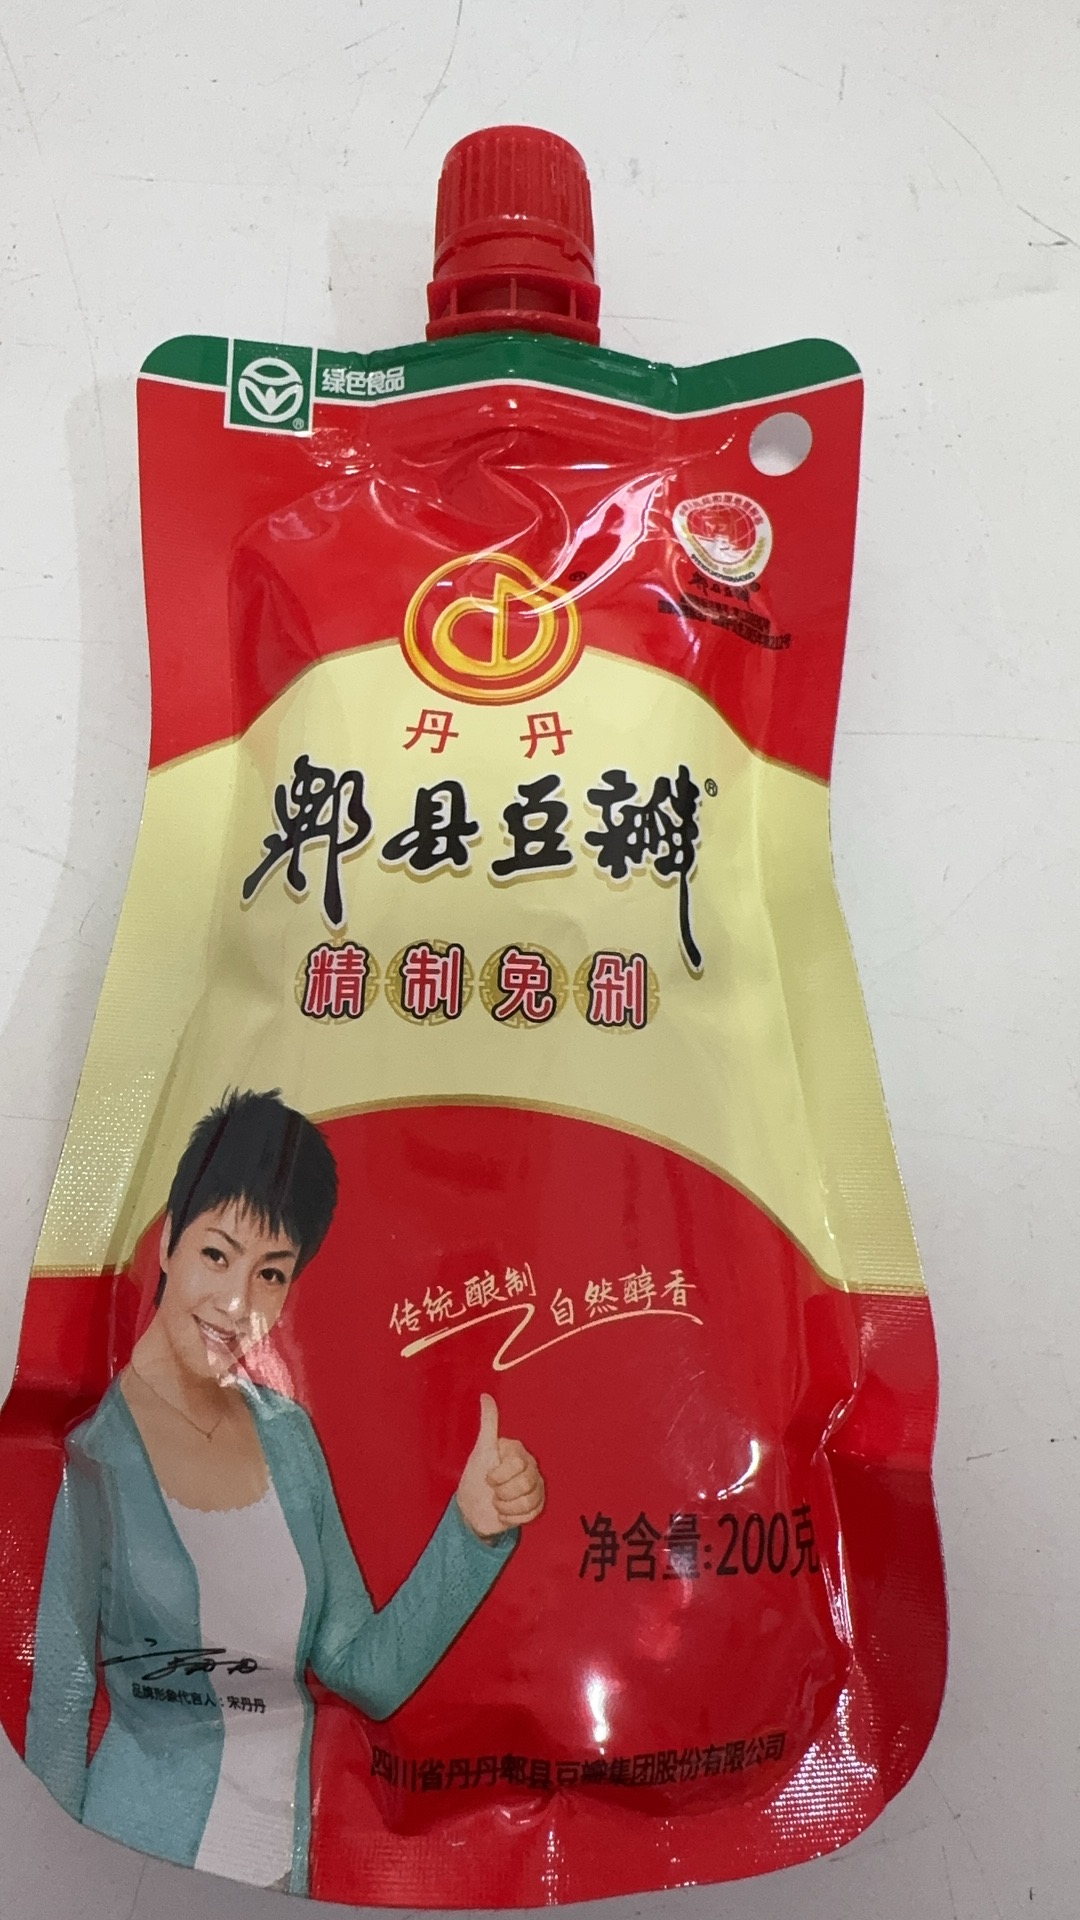 绿色食品
®
®
丹丹
郫县豆瓣®
精制免剁
传统酿制
自然醇香
净含量:200克
品牌形象代言人:宋丹丹
四川省丹丹郫县豆瓣集团股份有限公司